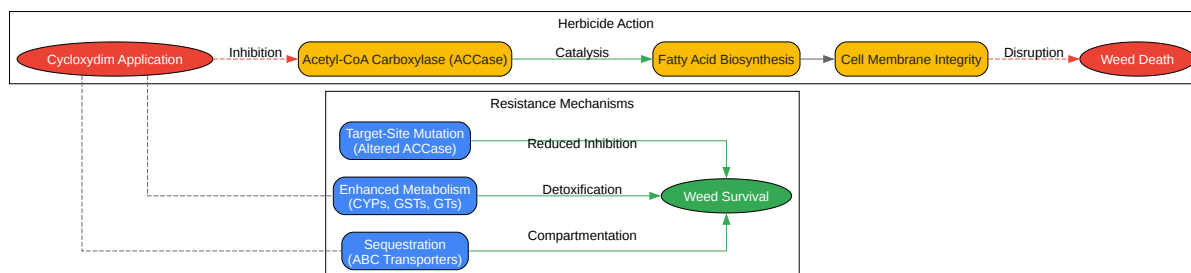 Herbicide Action
Cycloxydim Application
Inhibition
Acetyl-CoA Carboxylase (ACCase)
Catalysis
Fatty Acid Biosynthesis
Cell Membrane Integrity
Disruption
Weed Death
Resistance Mechanisms
Target-Site Mutation
(Altered ACCase)
Reduced Inhibition
Enhanced Metabolism
(CYPs, GSTs, GTs)
Detoxification
Weed Survival
Sequestration
(ABC Transporters)
Compartmentation